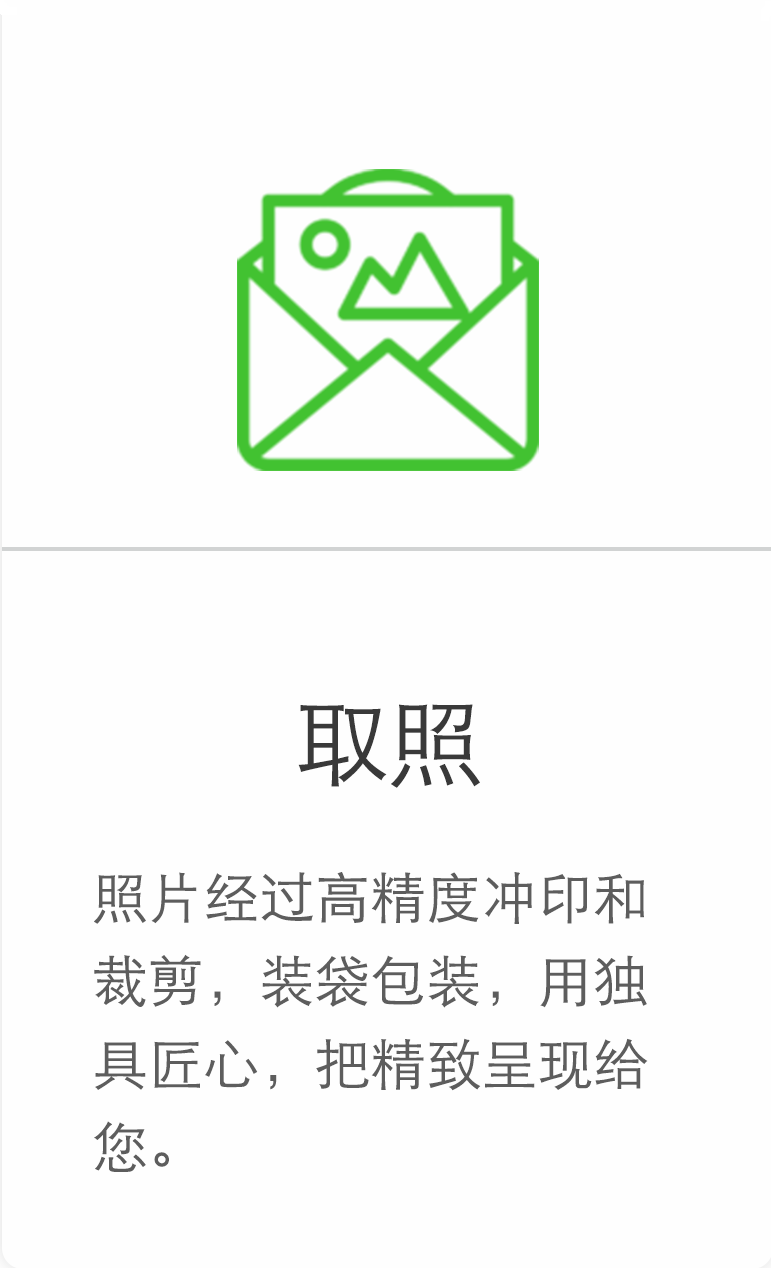 取照
照片经过高精度冲印和
裁剪，装袋包装，用独
具匠心，把精致呈现给
您。